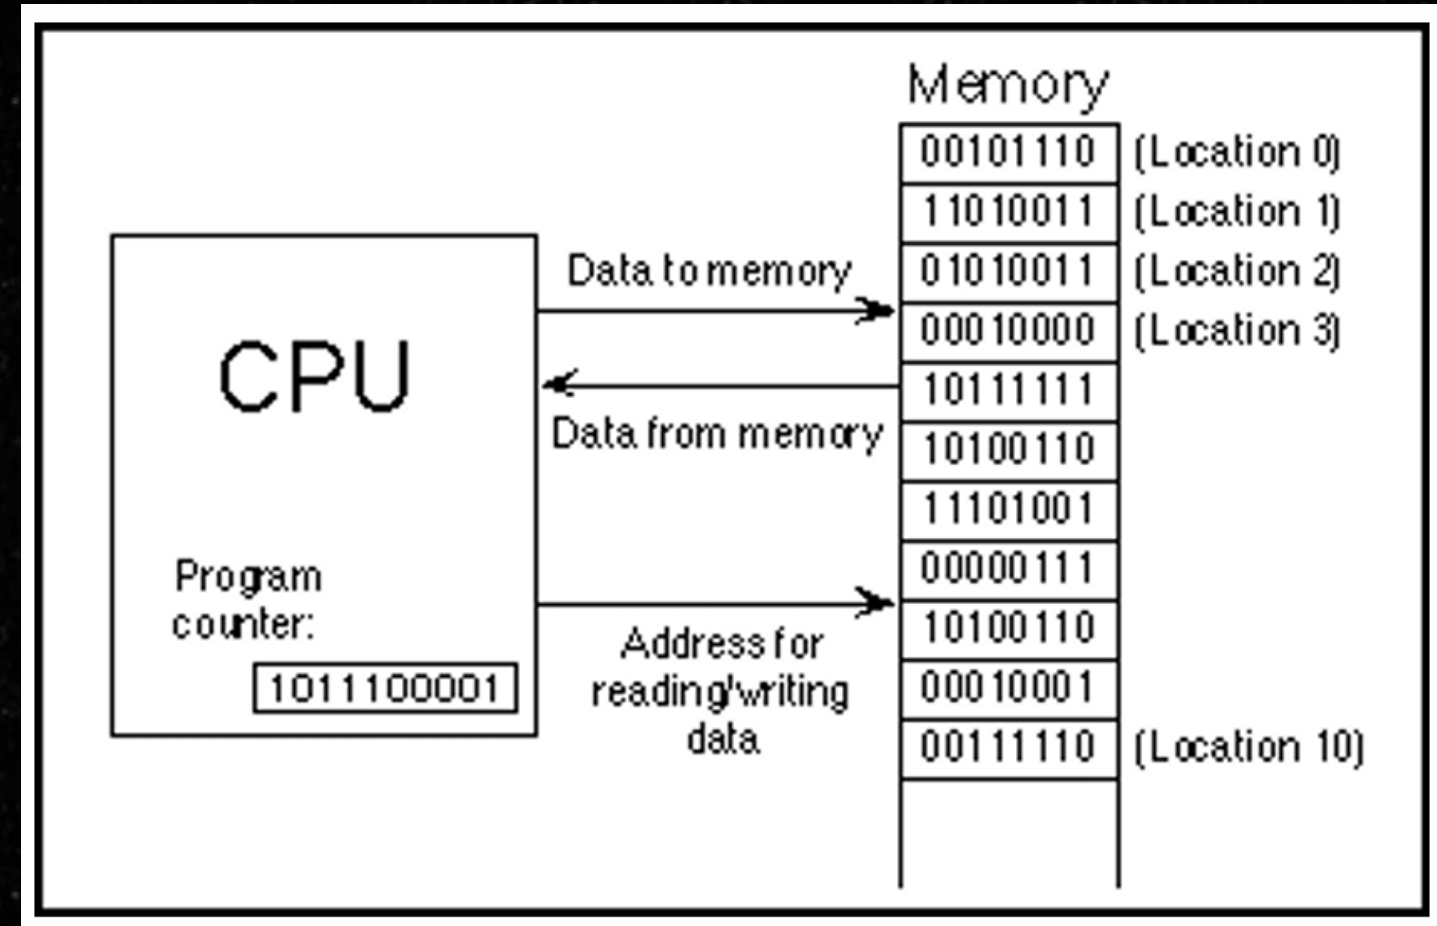 Memory
00101110 (Location 0)
11010011 (Location 1)
01010011 (Location 2)
00010000 (Location 3)
10111111
10100110
11101001
00000111
10100110
00010001
00111110 (Location 10)
Data to memory
CPU
Data from memory
Program
counter:
1011100001
Address for
reading/writing
data